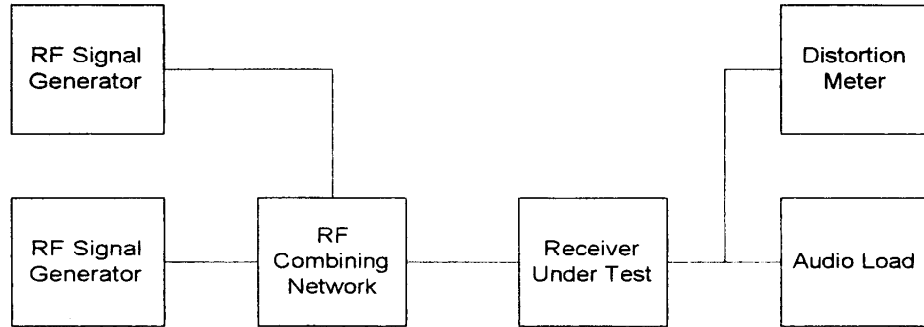 RF Signal
Generator
Distortion
Meter
RF Signal
Generator
RF
Combining
Network
Receiver
Under Test
Audio Load